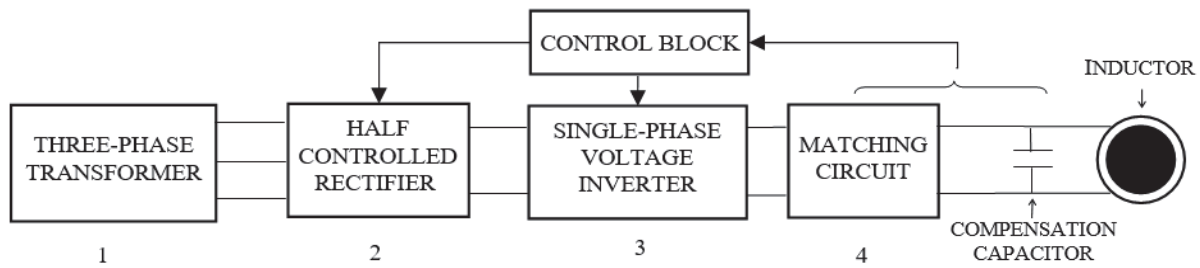 CONTROL BLOCK
INDUCTOR
THREE-PHASE
TRANSFORMER
HALF
CONTROLLED
RECTIFIER
SINGLE-PHASE
VOLTAGE
INVERTER
MATCHING
CIRCUIT
COMPENSATION
CAPACITOR
1
2
3
4